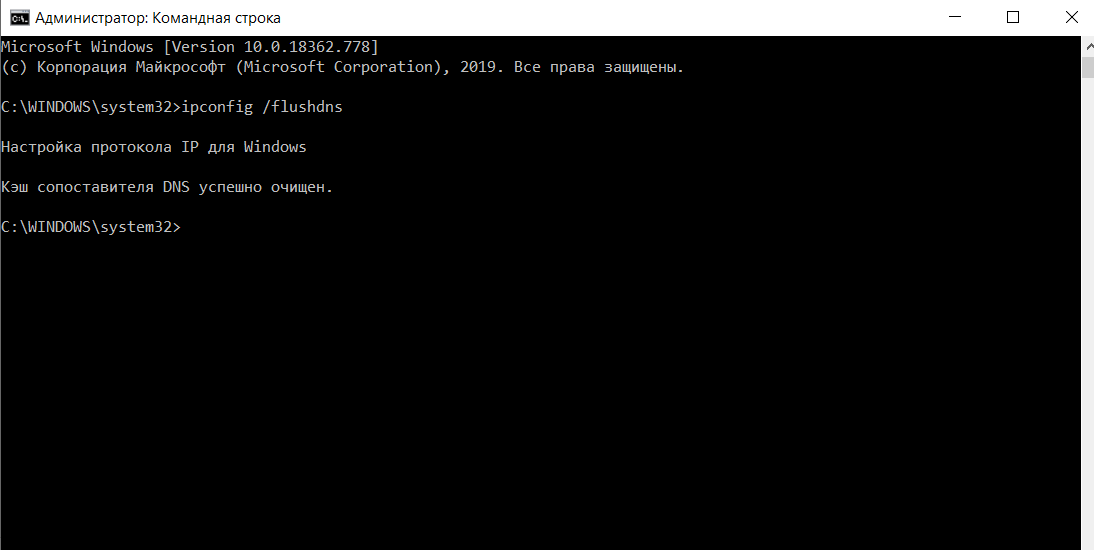 Администратор: Командная строка
Microsoft Windows [Version 10.0.18362.778]
(c) Корпорация Майкрософт (Microsoft Corporation), 2019. Все права защищены.
C:\WINDOWS\system32>ipconfig /flushdns
Настройка протокола IP для Windows
Кэш сопоставителя DNS успешно очищен.
C:\WINDOWS\system32>